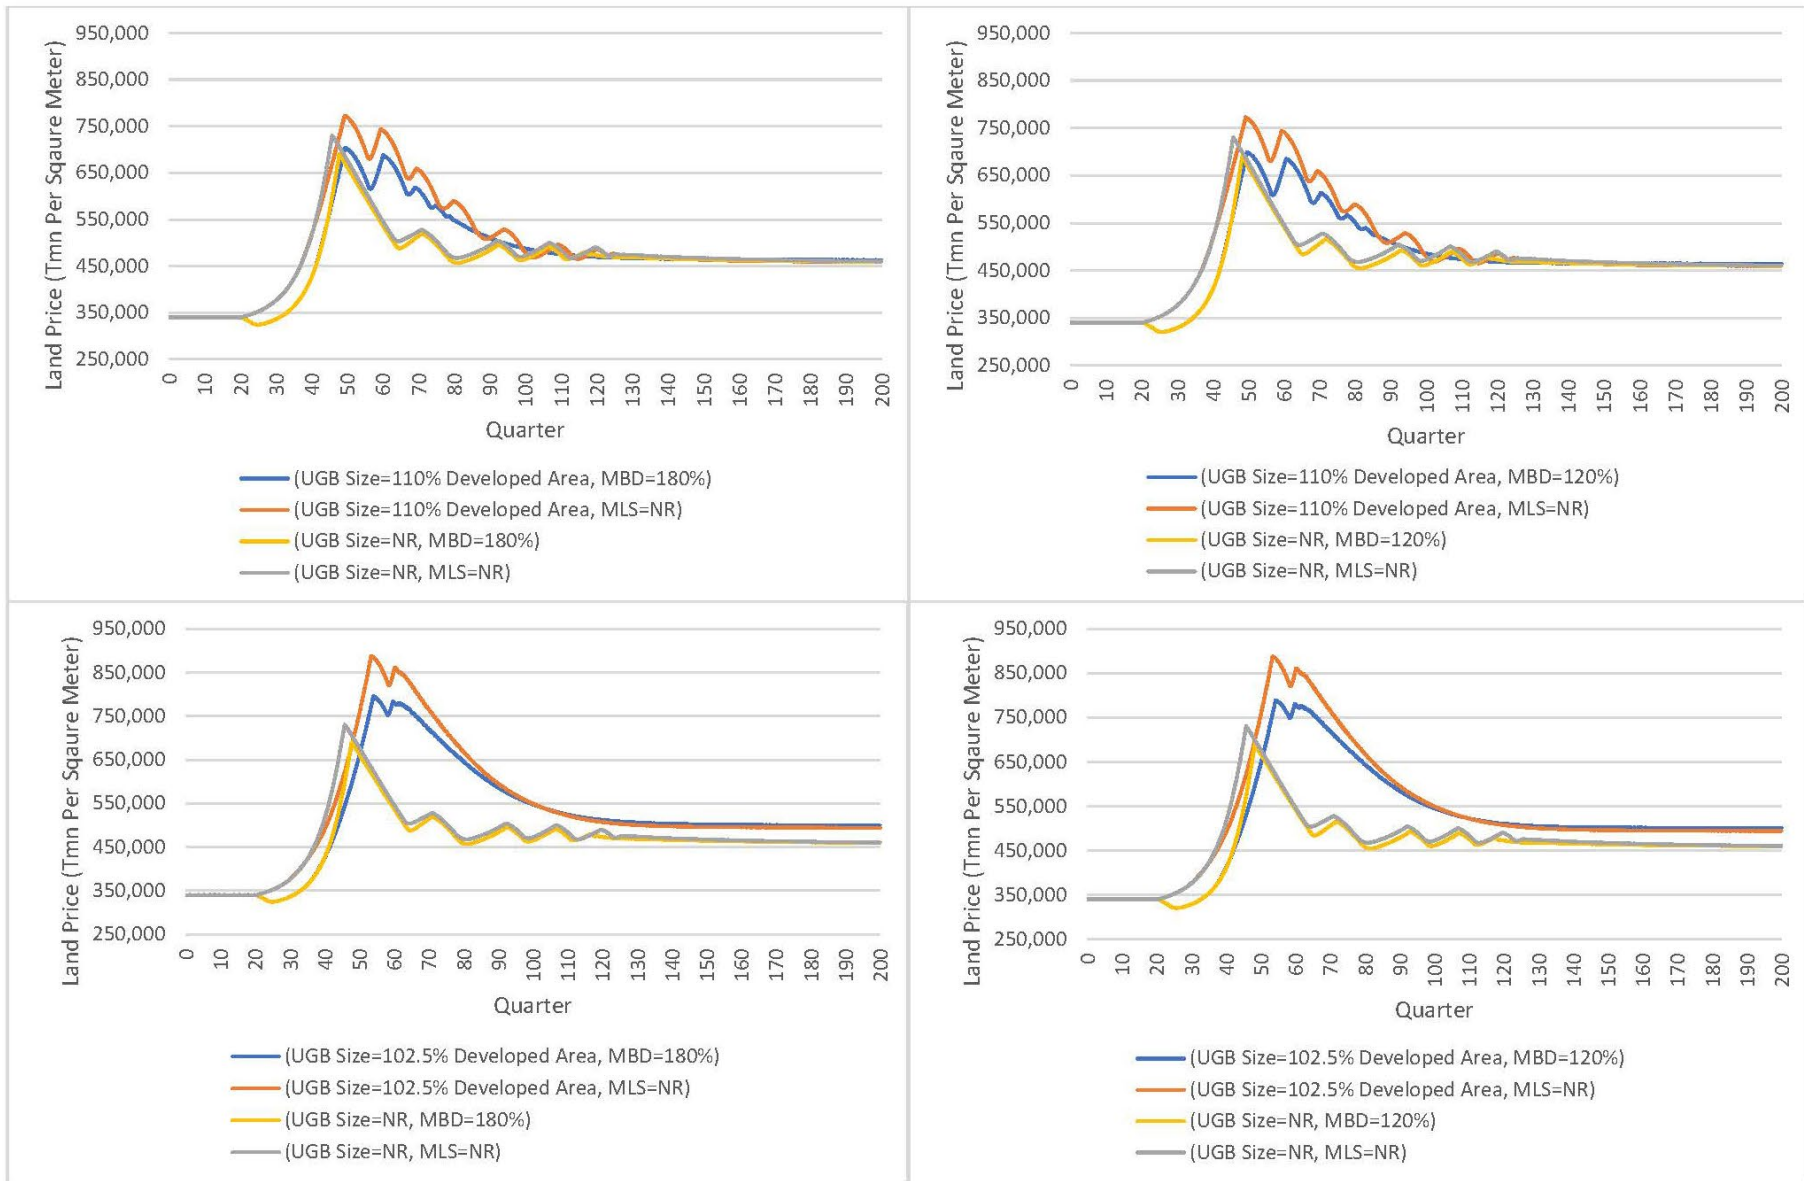 950,000
850,000
750,000
650,000
550,000
450,000
350,000
250,000
Land Price (Tmn Per Sqaure Meter)
0 10 20 30 40 50 60 70 80 90 100 110 120 130 140 150 160 170 180 190 200
Quarter
(UGB Size=110% Developed Area, MBD=180%)
(UGB Size=110% Developed Area, MLS=NR)
(UGB Size=NR, MBD=180%)
(UGB Size=NR, MLS=NR)
950,000
850,000
750,000
650,000
550,000
450,000
350,000
250,000
Land Price (Tmn Per Sqaure Meter)
0 10 20 30 40 50 60 70 80 90 100 110 120 130 140 150 160 170 180 190 200
Quarter
(UGB Size=110% Developed Area, MBD=120%)
(UGB Size=110% Developed Area, MLS=NR)
(UGB Size=NR, MBD=120%)
(UGB Size=NR, MLS=NR)
950,000
850,000
750,000
650,000
550,000
450,000
350,000
250,000
Land Price (Tmn Per Sqaure Meter)
0 10 20 30 40 50 60 70 80 90 100 110 120 130 140 150 160 170 180 190 200
Quarter
(UGB Size=102.5% Developed Area, MBD=180%)
(UGB Size=102.5% Developed Area, MLS=NR)
(UGB Size=NR, MBD=180%)
(UGB Size=NR, MLS=NR)
950,000
850,000
750,000
650,000
550,000
450,000
350,000
250,000
Land Price (Tmn Per Sqaure Meter)
0 10 20 30 40 50 60 70 80 90 100 110 120 130 140 150 160 170 180 190 200
Quarter
(UGB Size=102.5% Developed Area, MBD=120%)
(UGB Size=102.5% Developed Area, MLS=NR)
(UGB Size=NR, MBD=120%)
(UGB Size=NR, MLS=NR)